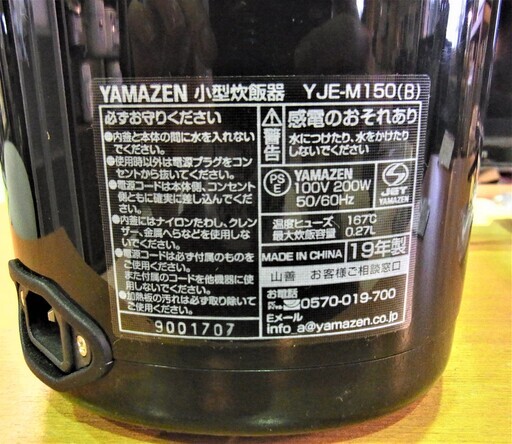 YAMAZEN 小型炊飯器 YJE-M150(B)
必ずお守りください
●内蓋と本体の間に水を入れない
でください。
●使用時以外は電源プラグをコン
セントから抜いてください。
●電源コードは本体側、コンセント
側ともに確実に差し込んでくだ
さい。
●内蓋にはナイロンたわし、クレン
ザー、金属へらなどを使用しな
いでください。
●電源コードは必ず付属のものを
ご使用ください。
また付属のコードを他機器に使
用しないでください。
●加熱板の汚れは必ず取り除いて
ご使用ください。
9001707
警告
感電のおそれあり
水につけたり、水をかけたり
しないでください。
PS
E
YAMAZEN
100V 200W
50/60Hz
JET
YAMAZEN
温度ヒューズ 167℃
最大炊飯容量 0.27L
MADE IN CHINA 19年製
山善 お客様ご相談窓口
お電話
0570-019-700
Eメール
info_a@yamazen.co.jp